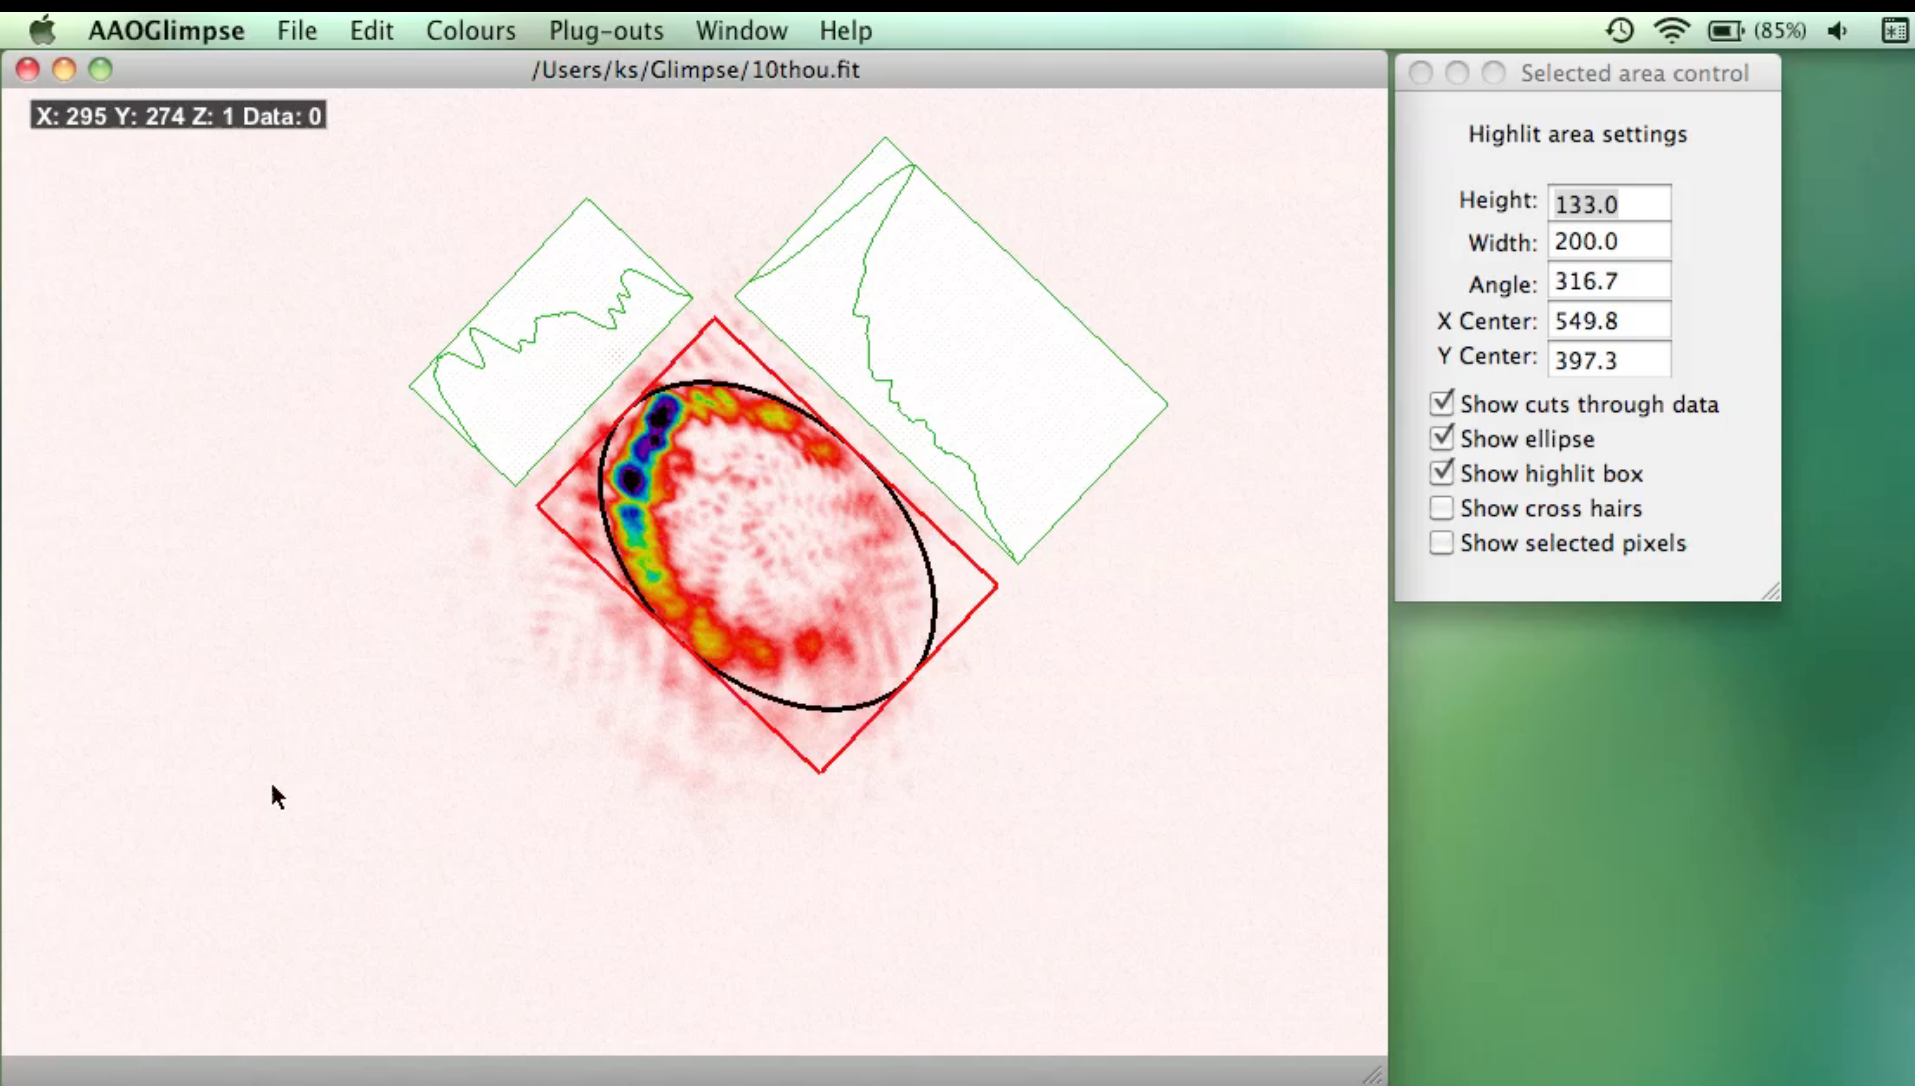 AAOGlimpse File Edit Colours Plug-outs Window Help (85%)
/Users/ks/Glimpse/10thou.fit
X: 295 Y: 274 Z: 1 Data: 0
Selected area control
Highlit area settings
Height: 133.0
Width: 200.0
Angle: 316.7
X Center: 549.8
Y Center: 397.3
Show cuts through data
Show ellipse
Show highlit box
Show cross hairs
Show selected pixels